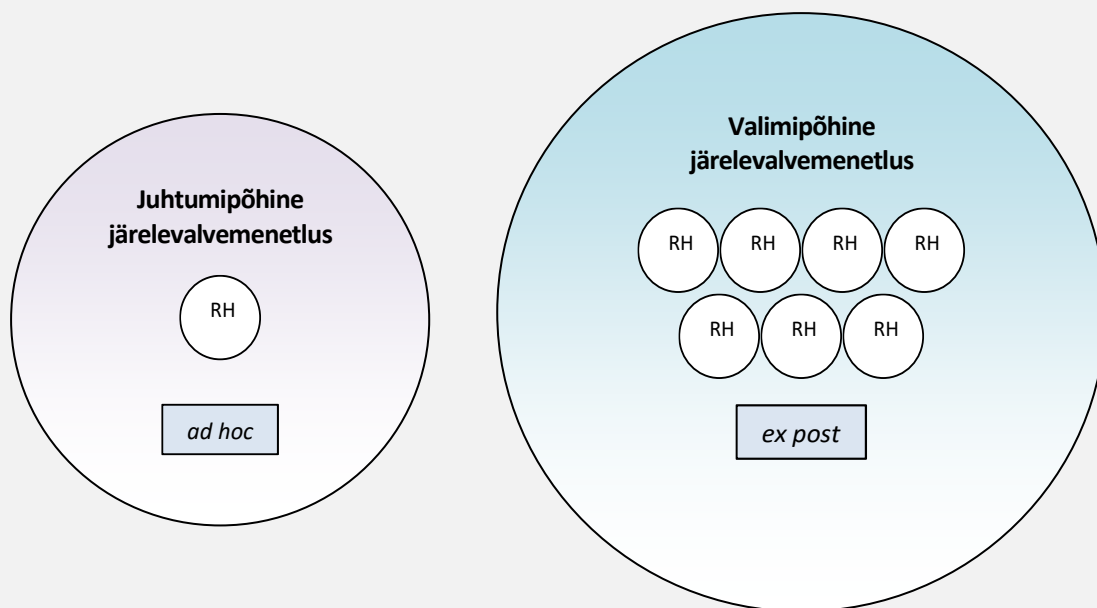 Juhtumipõhine
järelevalvemenetlus
RH
ad hoc
Valimipõhine
järelevalvemenetlus
RH RH RH RH
RH RH RH
ex post